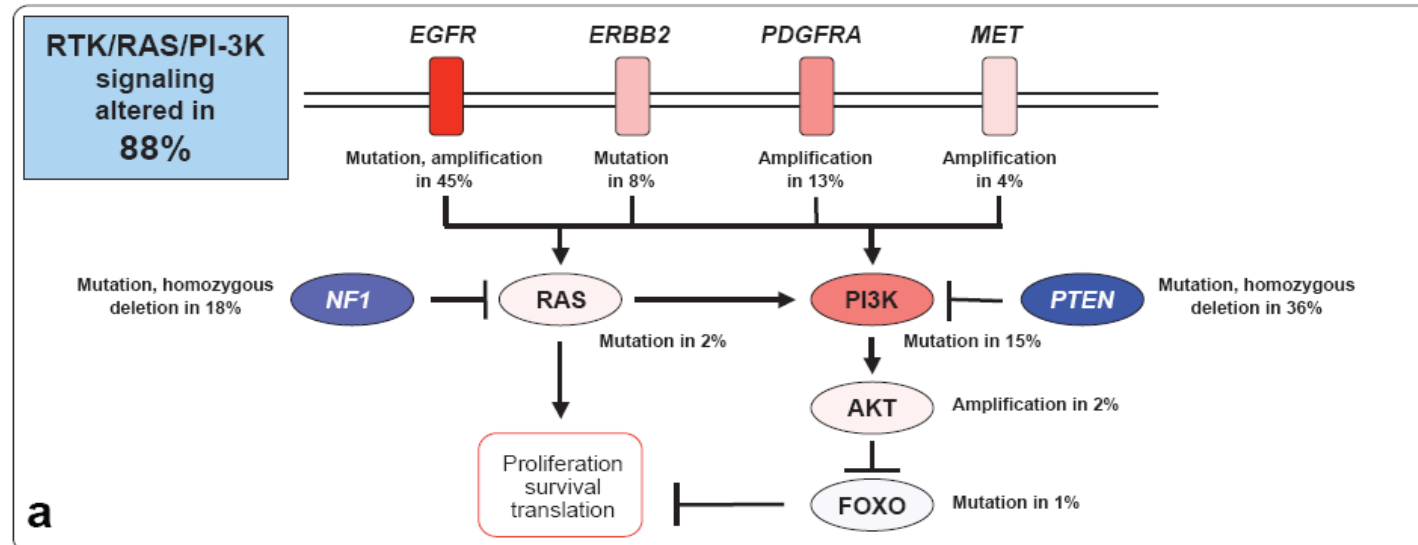 RTK/RAS/PI-3K
signaling
altered in
88%
EGFR
ERBB2
PDGFRA
MET
Mutation, amplification
in 45%
Mutation
in 8%
Amplification
in 13%
Amplification
in 4%
Mutation, homozygous
deletion in 18%
NF1
RAS
PI3K
PTEN
Mutation, homozygous
deletion in 36%
Mutation in 2%
Mutation in 15%
AKT
Amplification in 2%
Proliferation
survival
translation
FOXO
Mutation in 1%
a